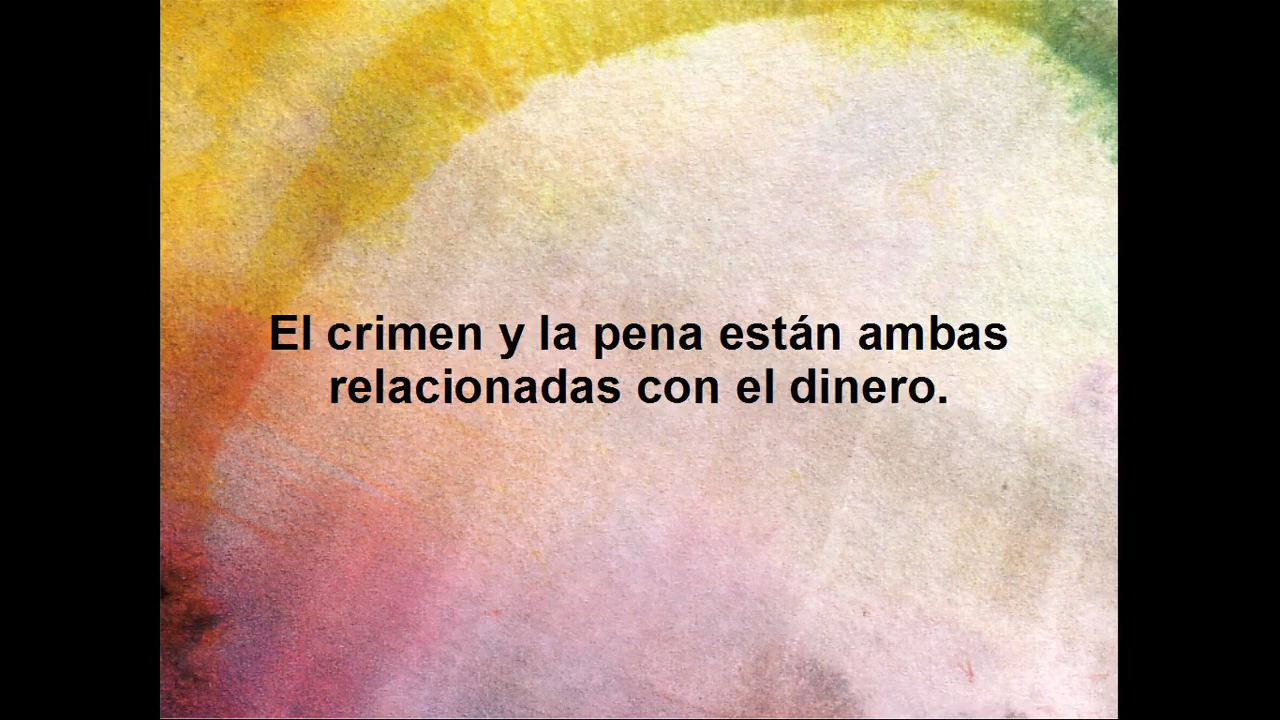 El crimen y la pena están ambas
relacionadas con el dinero.